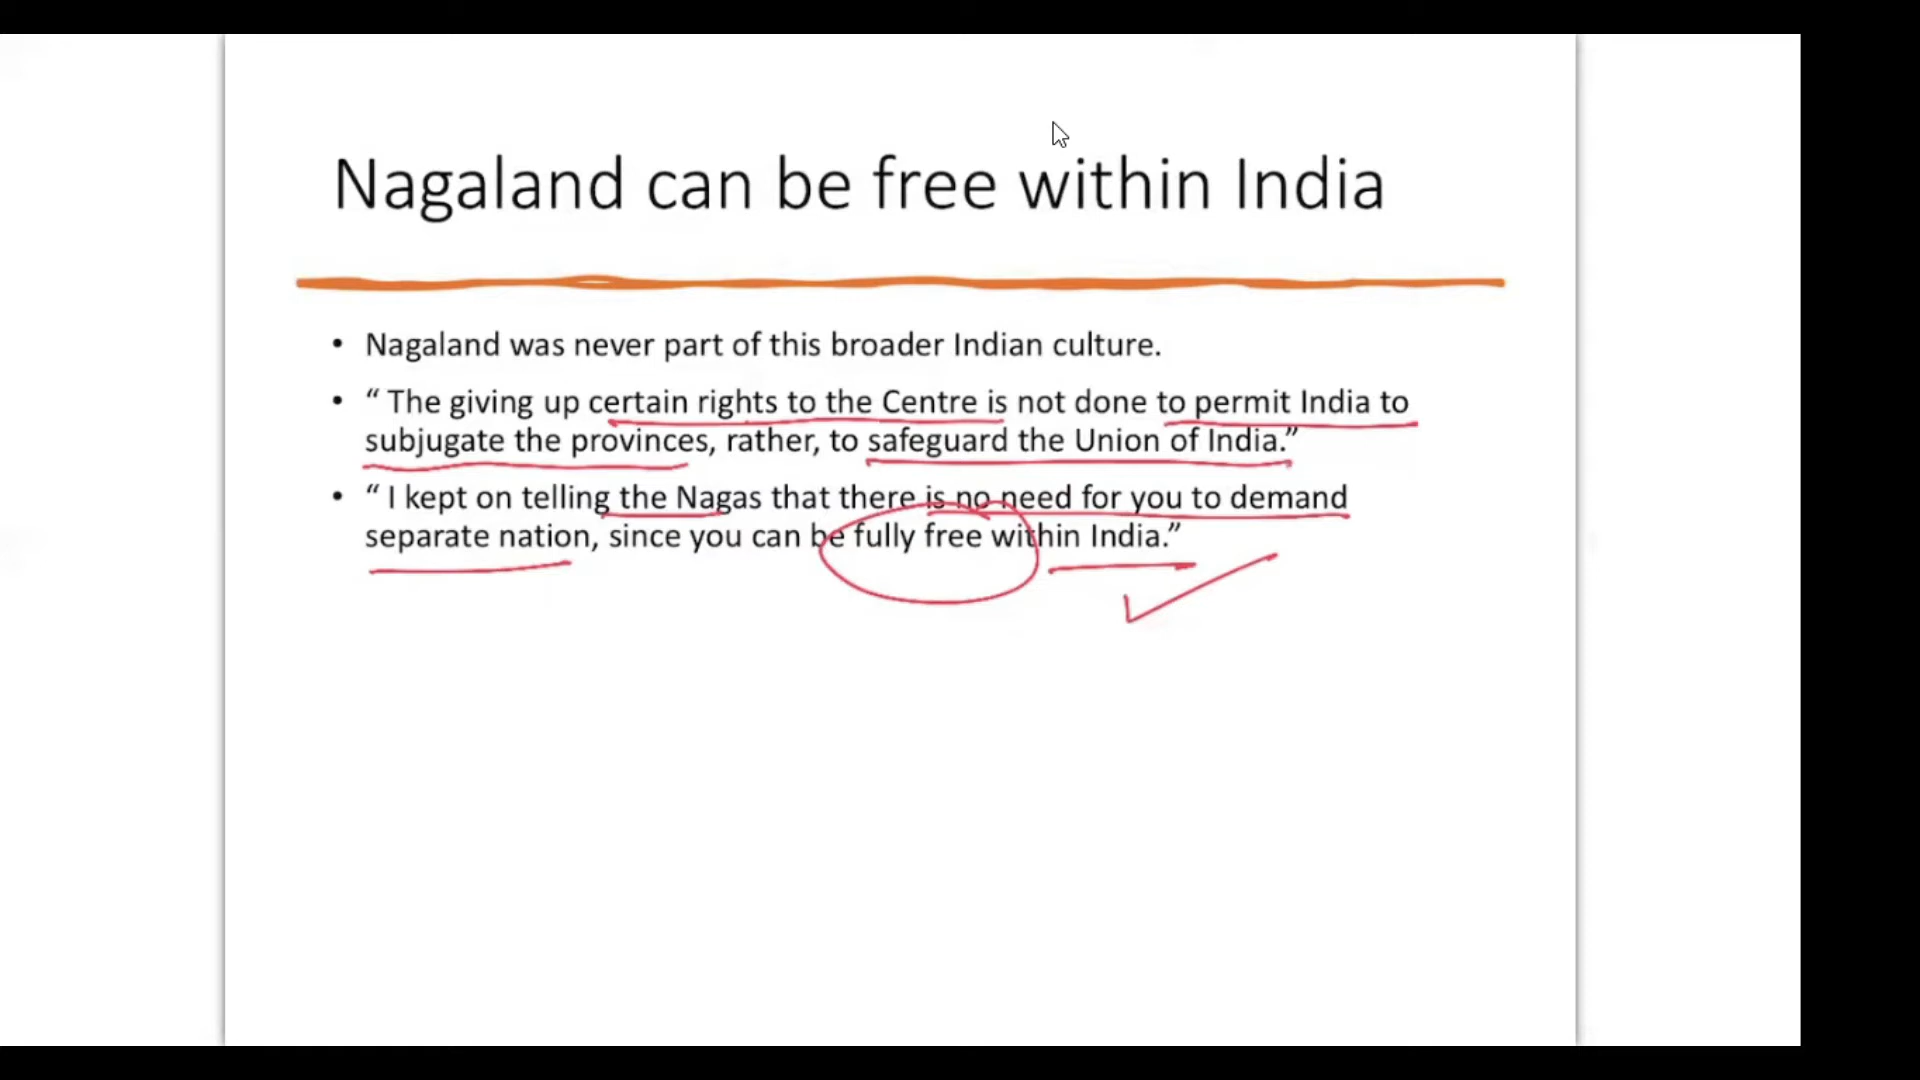 Nagaland can be free within India
• Nagaland was never part of this broader Indian culture.
• “ The giving up certain rights to the Centre is not done to permit India to
subjugate the provinces, rather, to safeguard the Union of India.”
• “ I kept on telling the Nagas that there is no need for you to demand
separate nation, since you can be fully free within India.”